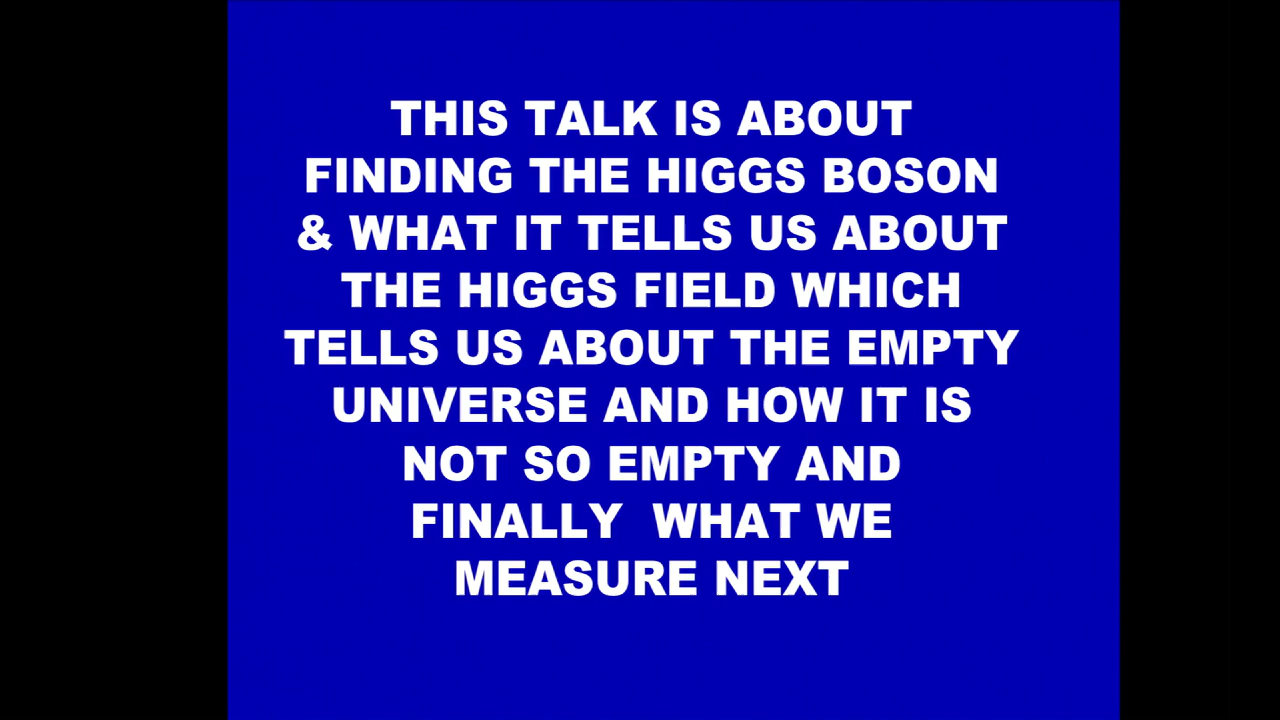 THIS TALK IS ABOUT
FINDING THE HIGGS BOSON
& WHAT IT TELLS US ABOUT
THE HIGGS FIELD WHICH
TELLS US ABOUT THE EMPTY
UNIVERSE AND HOW IT IS
NOT SO EMPTY AND
FINALLY  WHAT WE
MEASURE NEXT